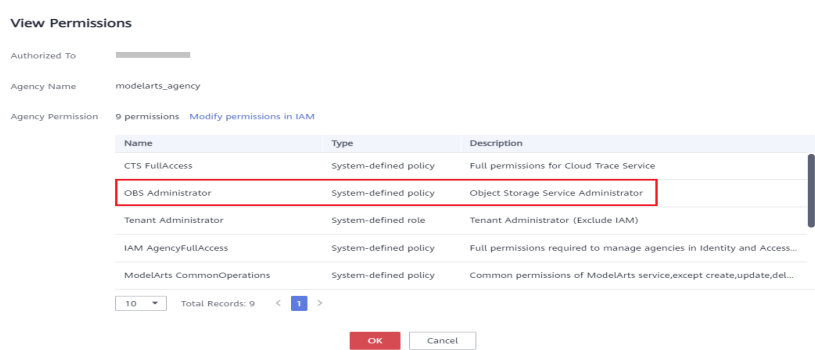 View Permissions
Authorized To
Agency Name modelarts_agency
Agency Permission 9 permissions Modify permissions in IAM
Name Type Description
CTS FullAccess System-defined policy Full permissions for Cloud Trace Service
OBS Administrator System-defined policy Object Storage Service Administrator
Tenant Administrator System-defined role Tenant Administrator (Exclude IAM)
IAM AgencyFullAccess System-defined policy Full permissions required to manage agencies in Identity and Access...
ModelArts CommonOperations System-defined policy Common permissions of ModelArts service,except create,update,del...
10 Total Records: 9 < 1 >
OK Cancel